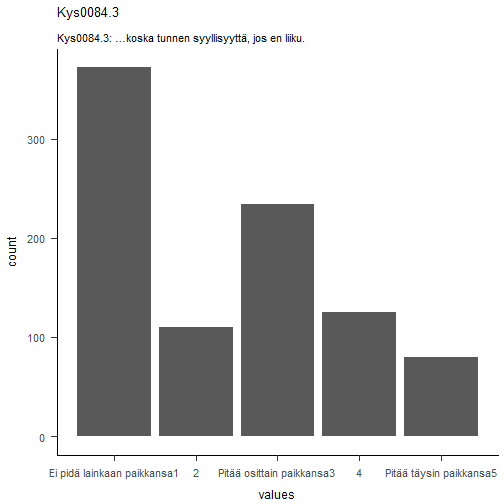 Kys0084.3
Kys0084.3: ...koska tunnen syyllisyyttä, jos en liiku.
300
200
100
0
count
Ei pidä lainkaan paikkansa1 2 Pitää osittain paikkansa3 4 Pitää täysin paikkansa5
values